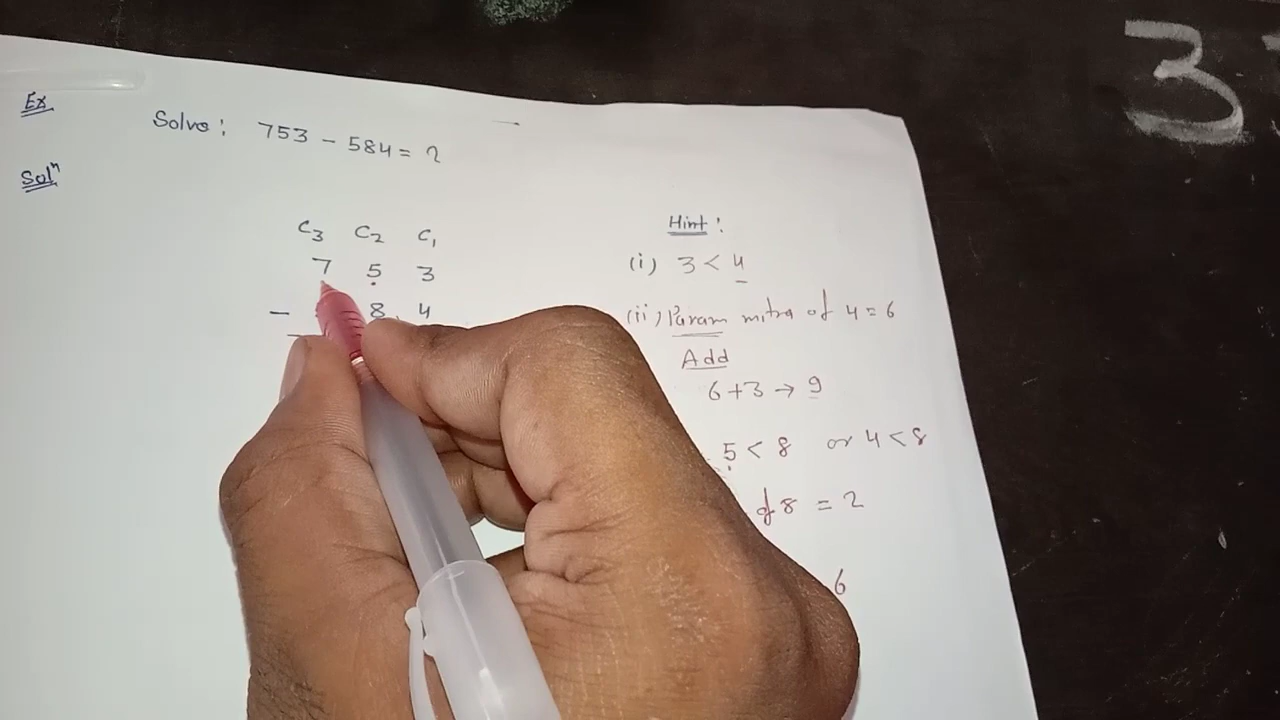 Ex
Solve: 753 - 584 = ?
Solⁿ
C3 C2 C1
7 5 3
- 8 4
Hint:
(i) 3 < 4
(ii) Param mitra of 4 = 6
Add
6+3 → 9
5 < 8 or 4 < 8
of 8 = 2
6
3